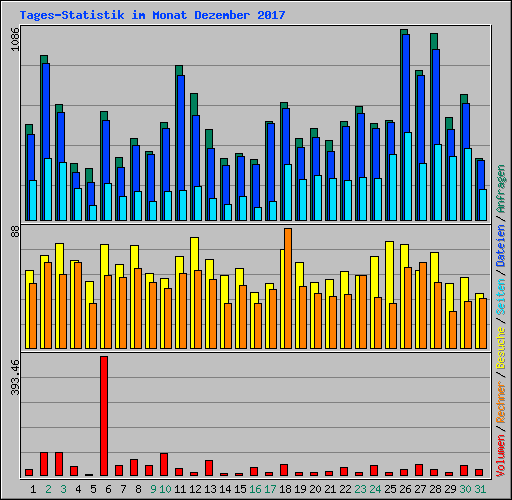 Tages-Statistik im Monat Dezember 2017
1086
88
393.46
Volumen / Rechner / Besuche / Seiten / Dateien / Anfragen
1 2 3 4 5 6 7 8 9 10 11 12 13 14 15 16 17 18 19 20 21 22 23 24 25 26 27 28 29 30 31